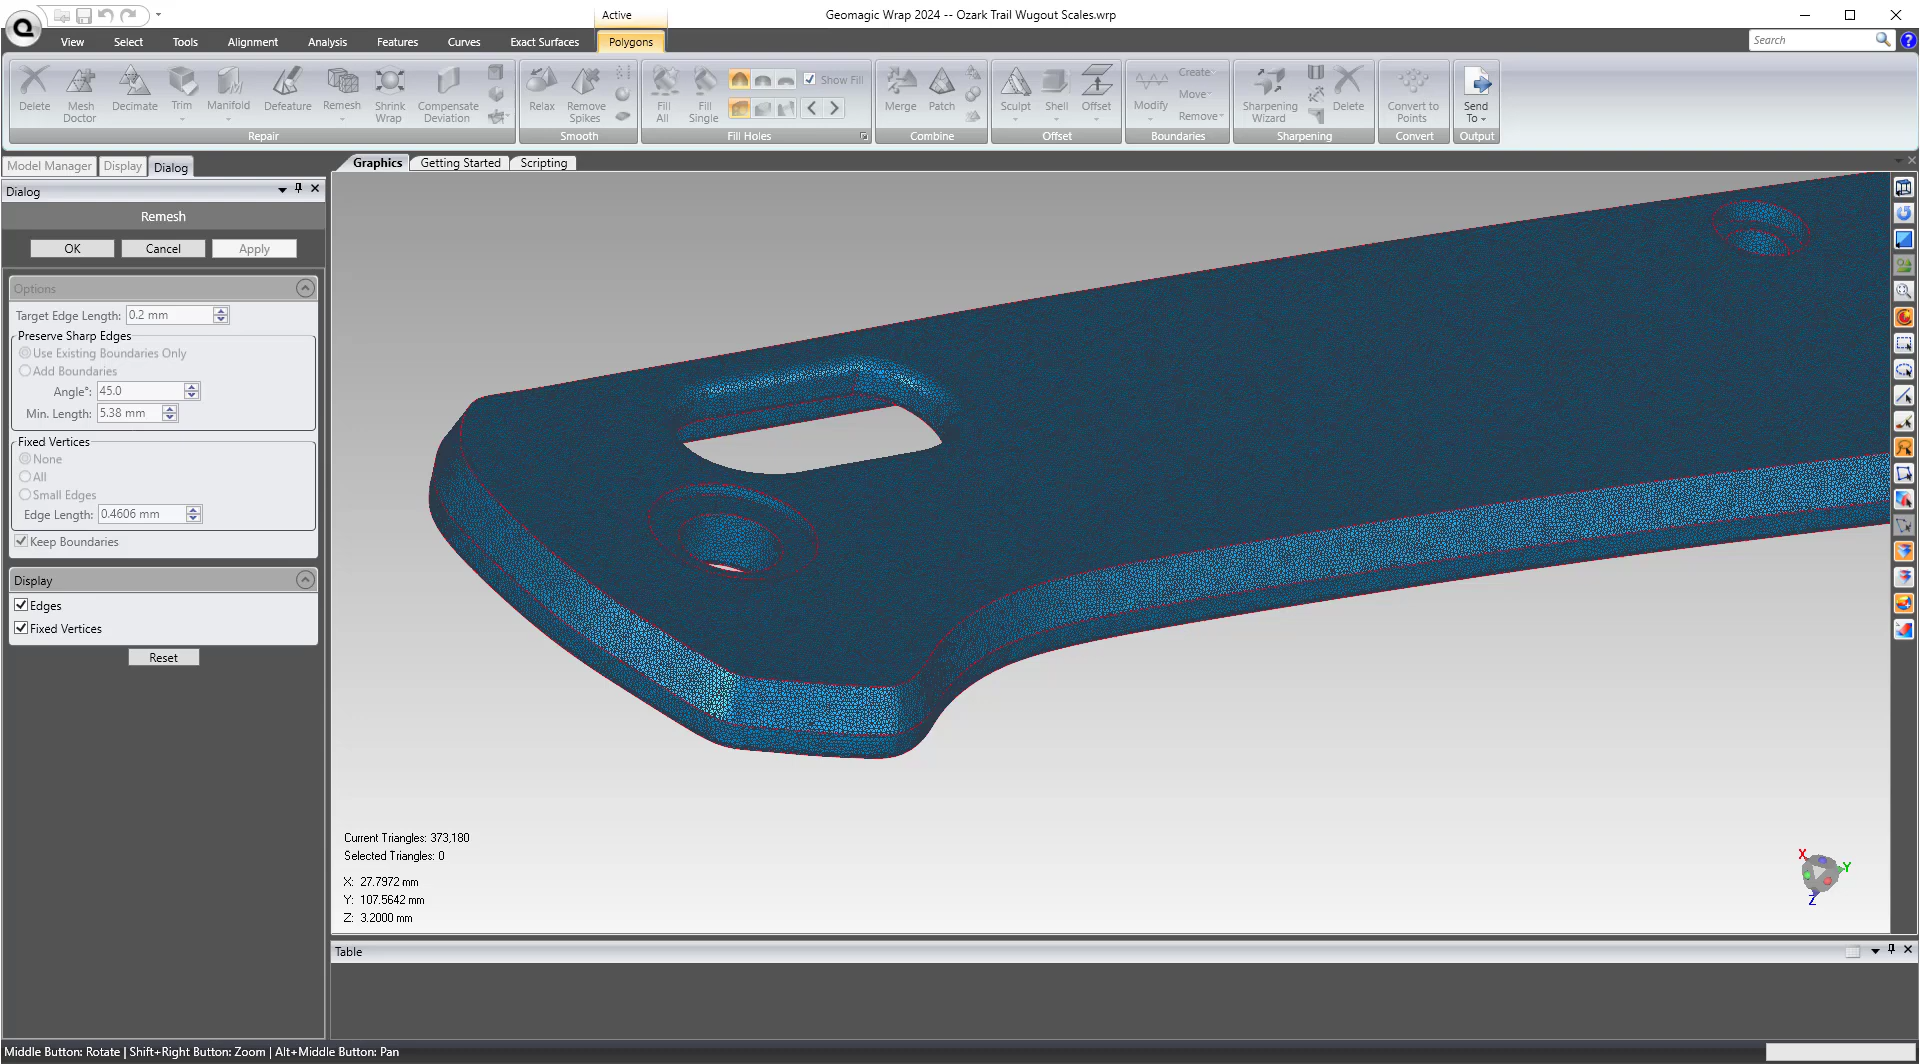 Active
Geomagic Wrap 2024 -- Ozark Trail Wugout Scales.wrp
View Select Tools Alignment Analysis Features Curves Exact Surfaces Polygons
Search
Delete
Mesh Doctor
Decimate
Trim
Manifold
Defeature
Remesh
Shrink Wrap
Compensate Deviation
Repair
Relax
Remove Spikes
Smooth
Fill All
Fill Single
Show Fill
Fill Holes
Merge
Patch
Combine
Sculpt
Shell
Offset
Offset
Modify
Create
Move
Remove
Boundaries
Sharpening Wizard
Delete
Sharpening
Convert to Points
Convert
Send To
Output
Model Manager Display Dialog
Graphics Getting Started Scripting
Dialog
Remesh
OK Cancel Apply
Options
Target Edge Length: 0.2 mm
Preserve Sharp Edges
Use Existing Boundaries Only
Add Boundaries
Angle°: 45.0
Min. Length: 5.38 mm
Fixed Vertices
None
All
Small Edges
Edge Length: 0.4606 mm
Keep Boundaries
Display
Edges
Fixed Vertices
Reset
Current Triangles: 373,180
Selected Triangles: 0
X: 27.7972 mm
Y: 107.5642 mm
Z: 3.2000 mm
X
Y
Z
Table
Middle Button: Rotate | Shift+Right Button: Zoom | Alt+Middle Button: Pan